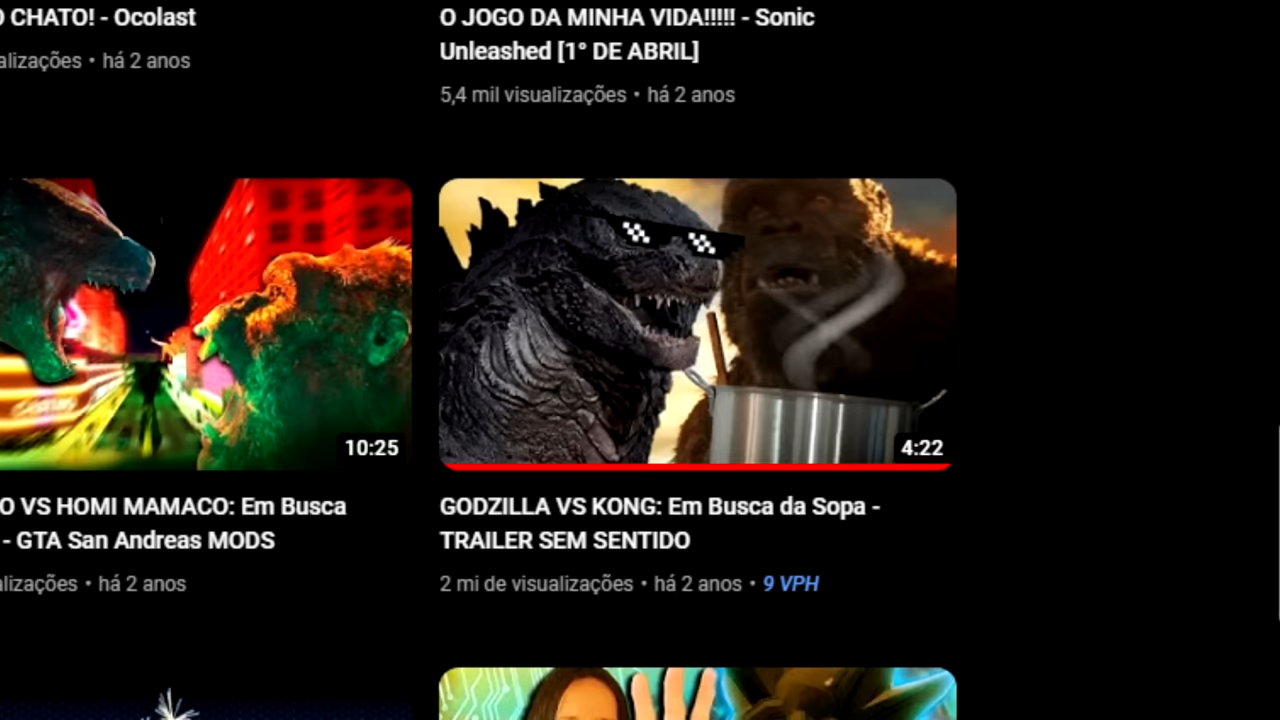 O CHATO! - Ocolast
alizações • há 2 anos
O JOGO DA MINHA VIDA!!!!! - Sonic
Unleashed [1° DE ABRIL]
5,4 mil visualizações • há 2 anos
10:25
4:22
O VS HOMI MAMACO: Em Busca
- GTA San Andreas MODS
alizações • há 2 anos
GODZILLA VS KONG: Em Busca da Sopa -
TRAILER SEM SENTIDO
2 mi de visualizações • há 2 anos • 9 VPH